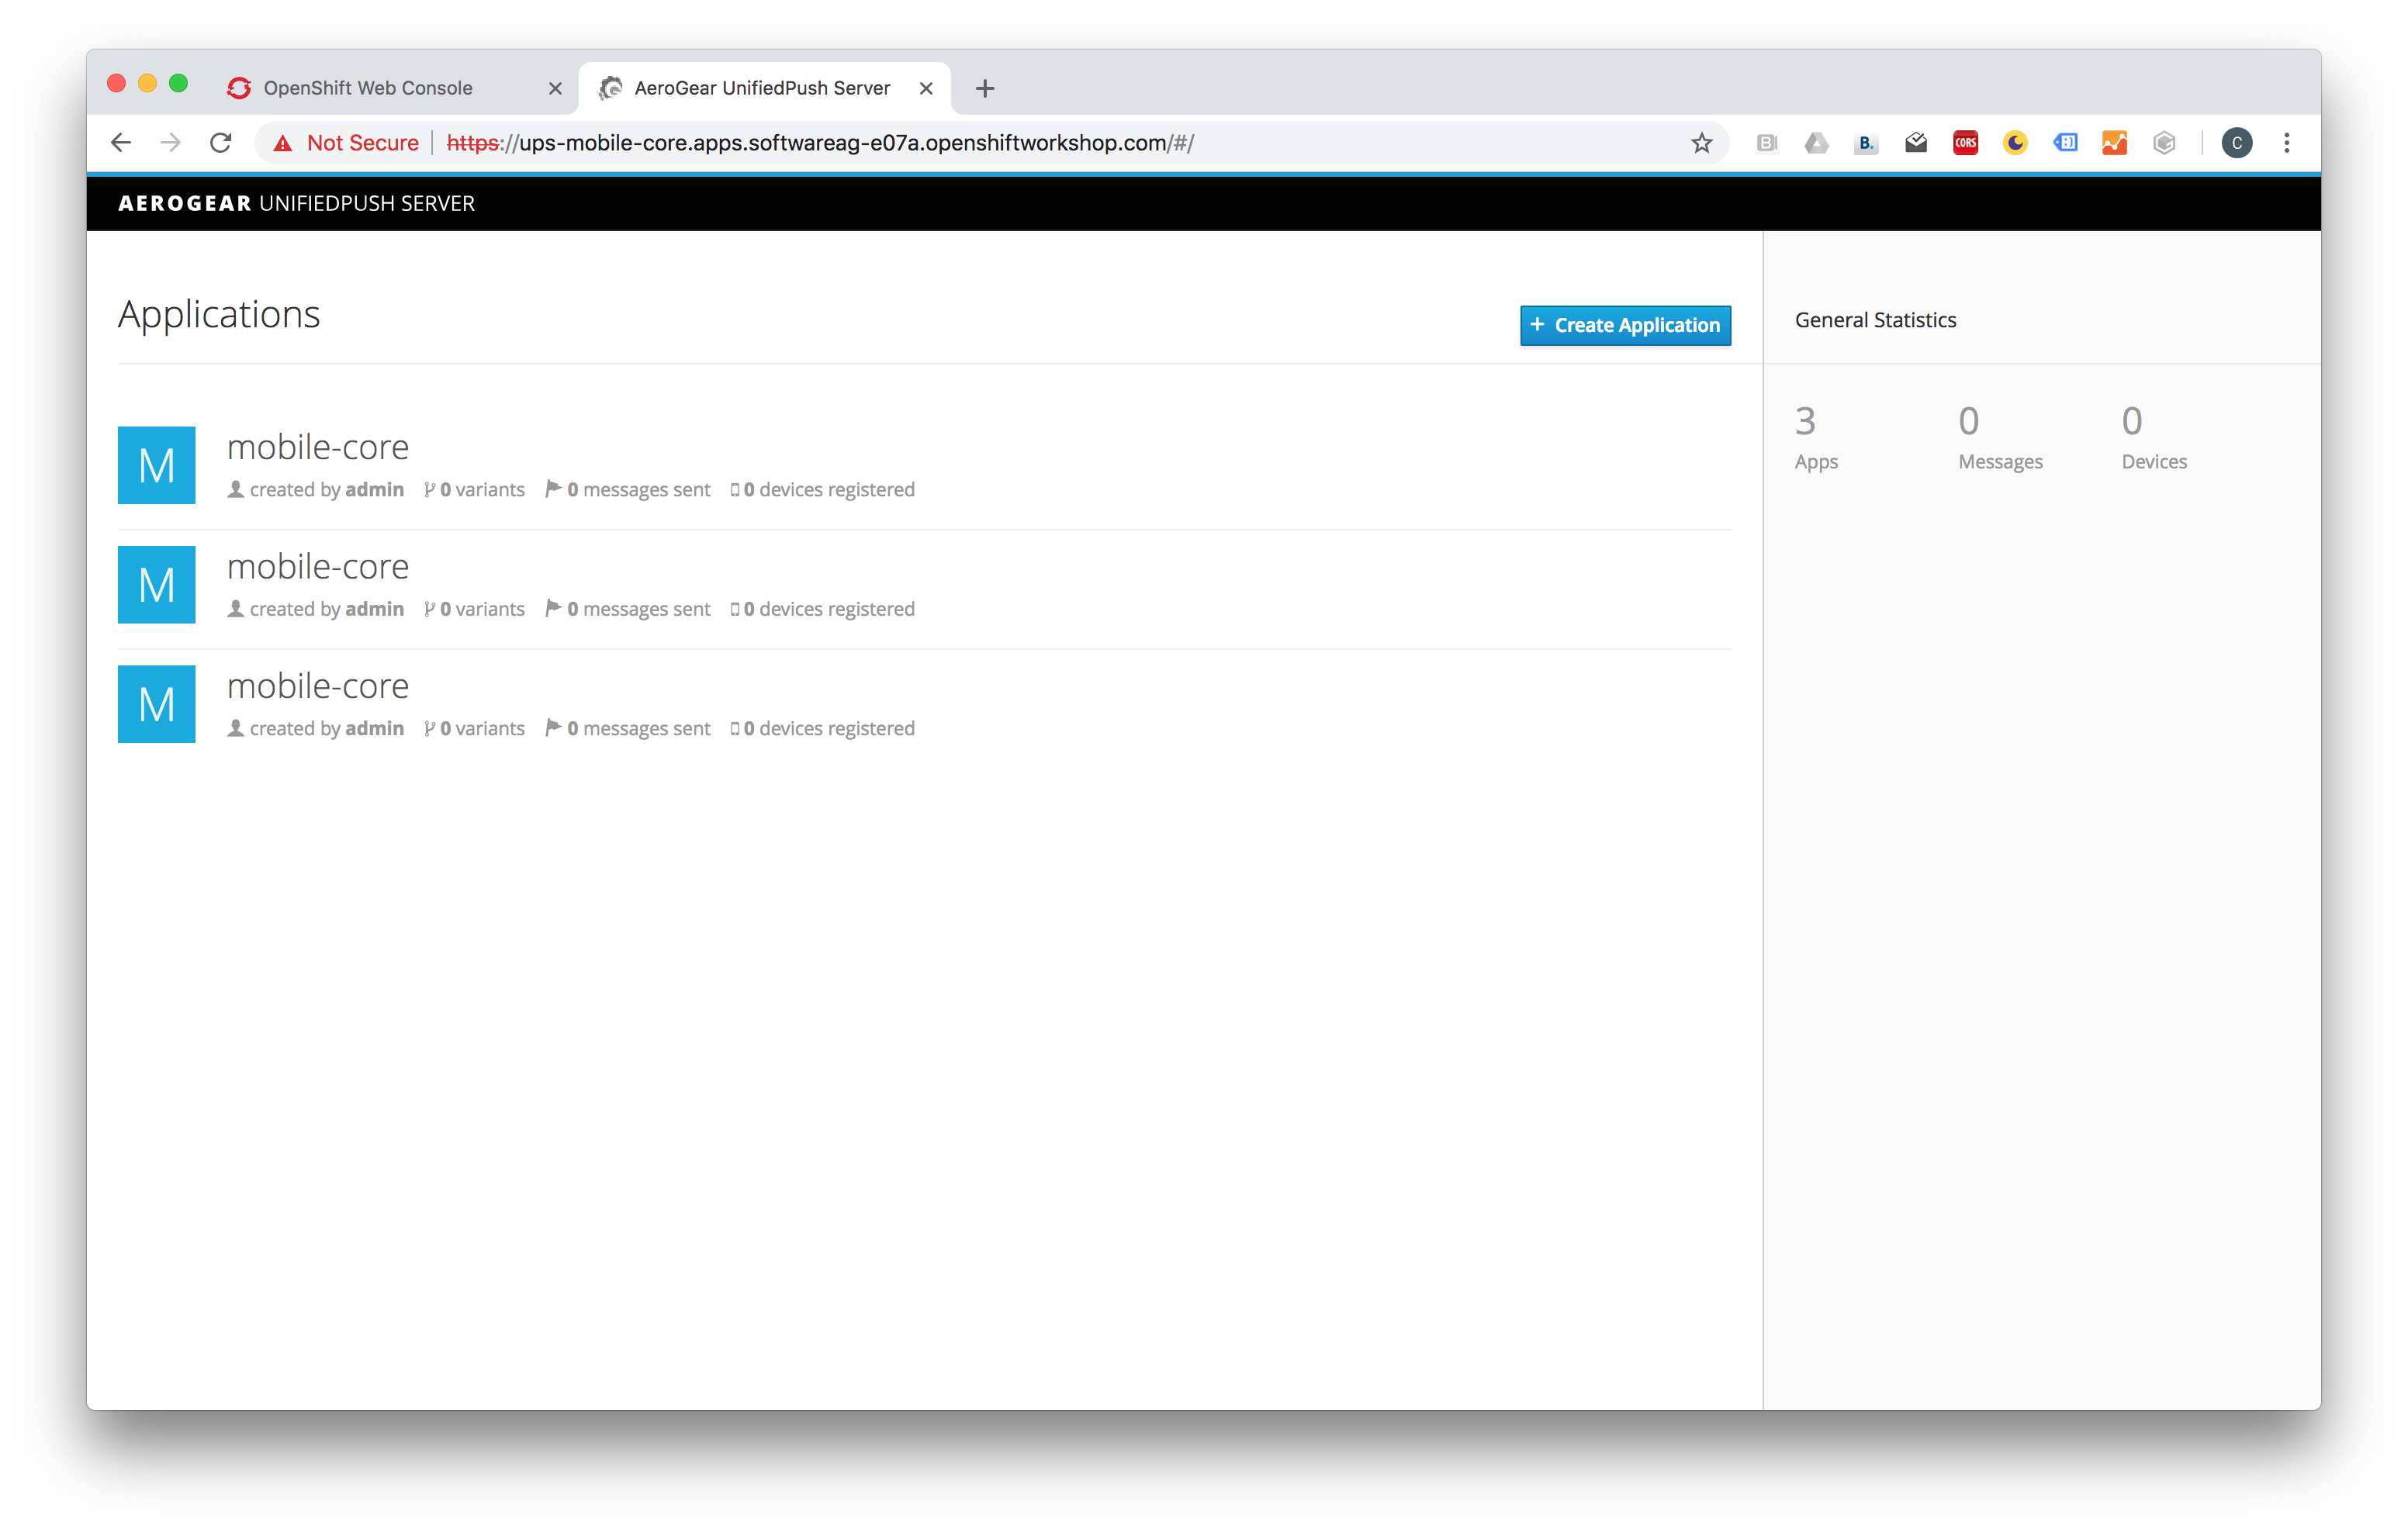 OpenShift Web Console
AeroGear UnifiedPush Server
Not Secure https://ups-mobile-core.apps.softwareag-e07a.openshiftworkshop.com/#/
B.
CORS
C
AEROGEAR UNIFIEDPUSH SERVER
Applications
+ Create Application
M
mobile-core
created by admin 0 variants 0 messages sent 0 devices registered
M
mobile-core
created by admin 0 variants 0 messages sent 0 devices registered
M
mobile-core
created by admin 0 variants 0 messages sent 0 devices registered
General Statistics
3 0 0
Apps Messages Devices